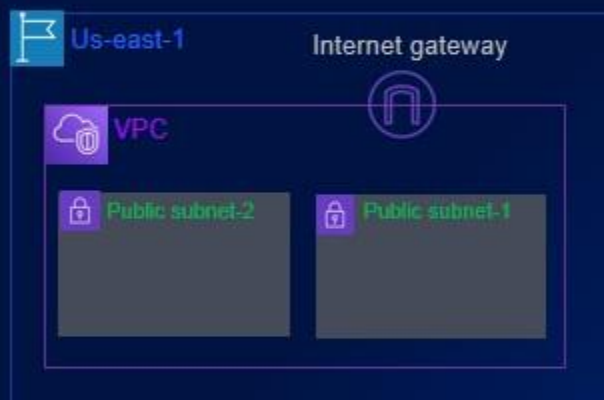 Us-east-1
Internet gateway
VPC
Public subnet-2
Public subnet-1